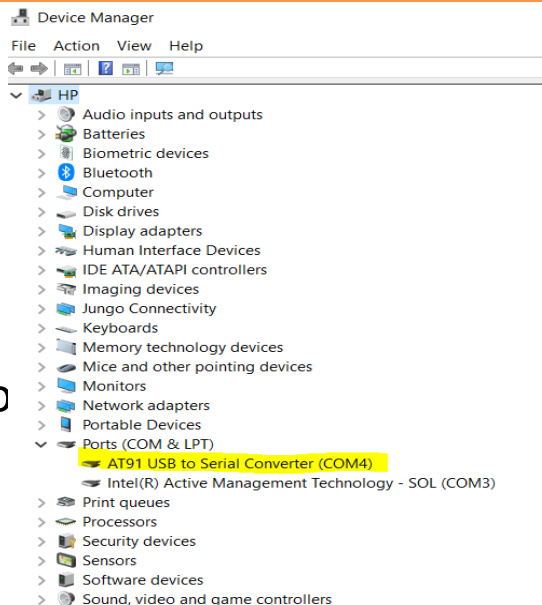 Device Manager
File Action View Help
HP
Audio inputs and outputs
Batteries
Biometric devices
Bluetooth
Computer
Disk drives
Display adapters
Human Interface Devices
IDE ATA/ATAPI controllers
Imaging devices
Jungo Connectivity
Keyboards
Memory technology devices
Mice and other pointing devices
Monitors
Network adapters
Portable Devices
Ports (COM & LPT)
AT91 USB to Serial Converter (COM4)
Intel(R) Active Management Technology - SOL (COM3)
Print queues
Processors
Security devices
Sensors
Software devices
Sound, video and game controllers